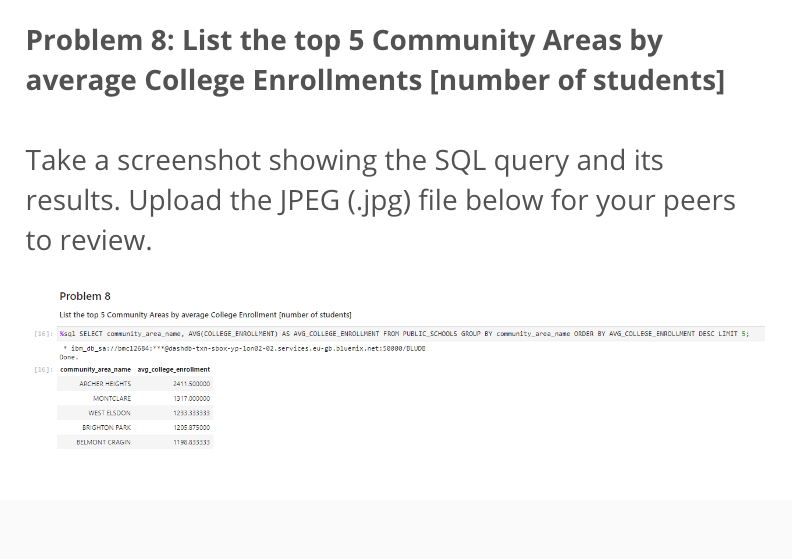 Problem 8: List the top 5 Community Areas by
average College Enrollments [number of students]
Take a screenshot showing the SQL query and its
results. Upload the JPEG (.jpg) file below for your peers
to review.
Problem 8
List the top 5 Community Areas by average College Enrollment [number of students]
[16]: %sql SELECT community_area_name, AVG(COLLEGE_ENROLLMENT) AS AVG_COLLEGE_ENROLLMENT FROM PUBLIC_SCHOOLS GROUP BY community_area_name ORDER BY AVG_COLLEGE_ENROLLMENT DESC LIMIT 5;
* ibm_db_sa://bmc12684:***@dashdb-txn-sbox-yp-lon02-02.services.eu-gb.bluemix.net:50000/BLUDB
Done.
[16]: community_area_name avg_college_enrollment
ARCHER HEIGHTS 2411.500000
MONTCLARE 1317.000000
WEST ELSDON 1233.333333
BRIGHTON PARK 1205.875000
BELMONT CRAGIN 1198.833333